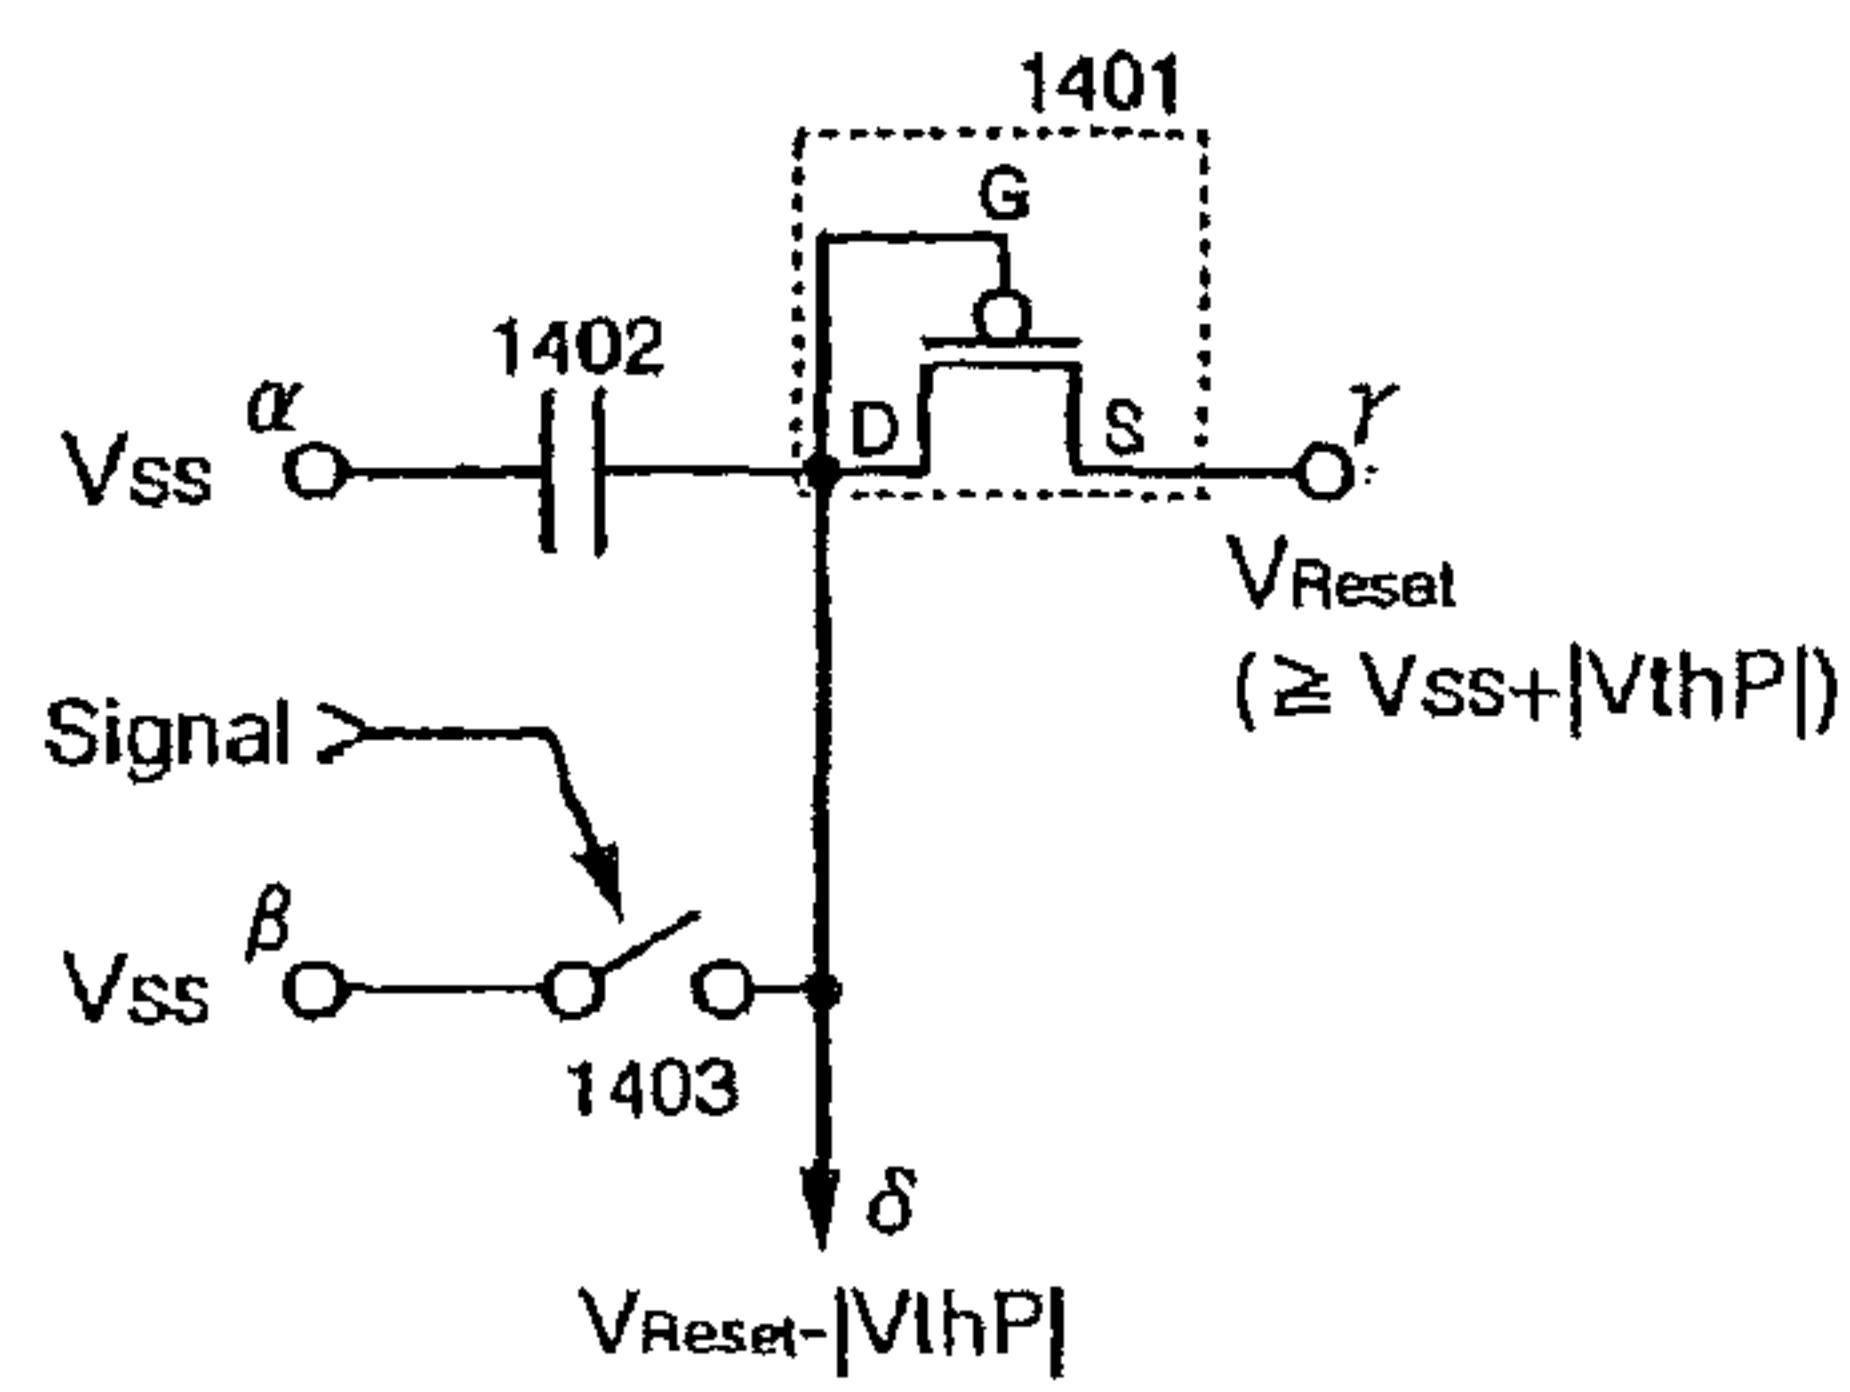 1401
G
1402
α
D
S
γ
Vss
VReset
(≧ Vss+|VthP|)
Signal
β
Vss
1403
δ
VReset-|VthP|